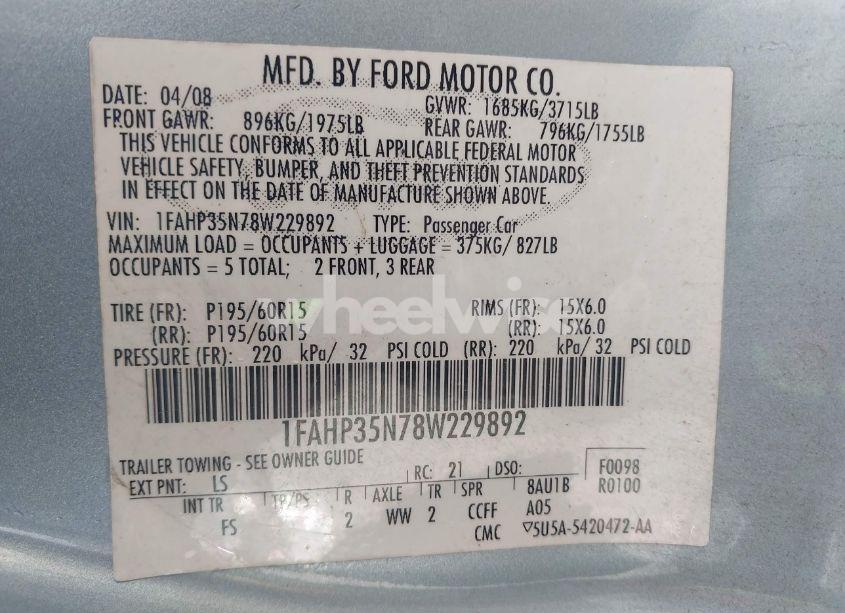 MFD. BY FORD MOTOR CO.
DATE: 04/08 GVWR: 1685KG/3715LB
FRONT GAWR: 896KG/1975LB REAR GAWR: 796KG/1755LB
THIS VEHICLE CONFORMS TO ALL APPLICABLE FEDERAL MOTOR
VEHICLE SAFETY, BUMPER, AND THEFT PREVENTION STANDARDS
IN EFFECT ON THE DATE OF MANUFACTURE SHOWN ABOVE.
VIN: 1FAHP35N78W229892 TYPE: Passenger Car
MAXIMUM LOAD = OCCUPANTS + LUGGAGE = 375KG/ 827LB
OCCUPANTS = 5 TOTAL; 2 FRONT, 3 REAR
wheelwise
TIRE (FR): P195/60R15 RIMS (FR): 15X6.0
(RR): P195/60R15 (RR): 15X6.0
PRESSURE (FR): 220 kPa/ 32 PSI COLD (RR): 220 kPa/ 32 PSI COLD
1FAHP35N78W229892
TRAILER TOWING - SEE OWNER GUIDE
EXT PNT: LS RC: 21 DSO: F0098
INT TR TP/PS R AXLE TR SPR 8AU1B R0100
FS 2 WW 2 CCFF A05
CMC ▽5U5A-5420472-AA